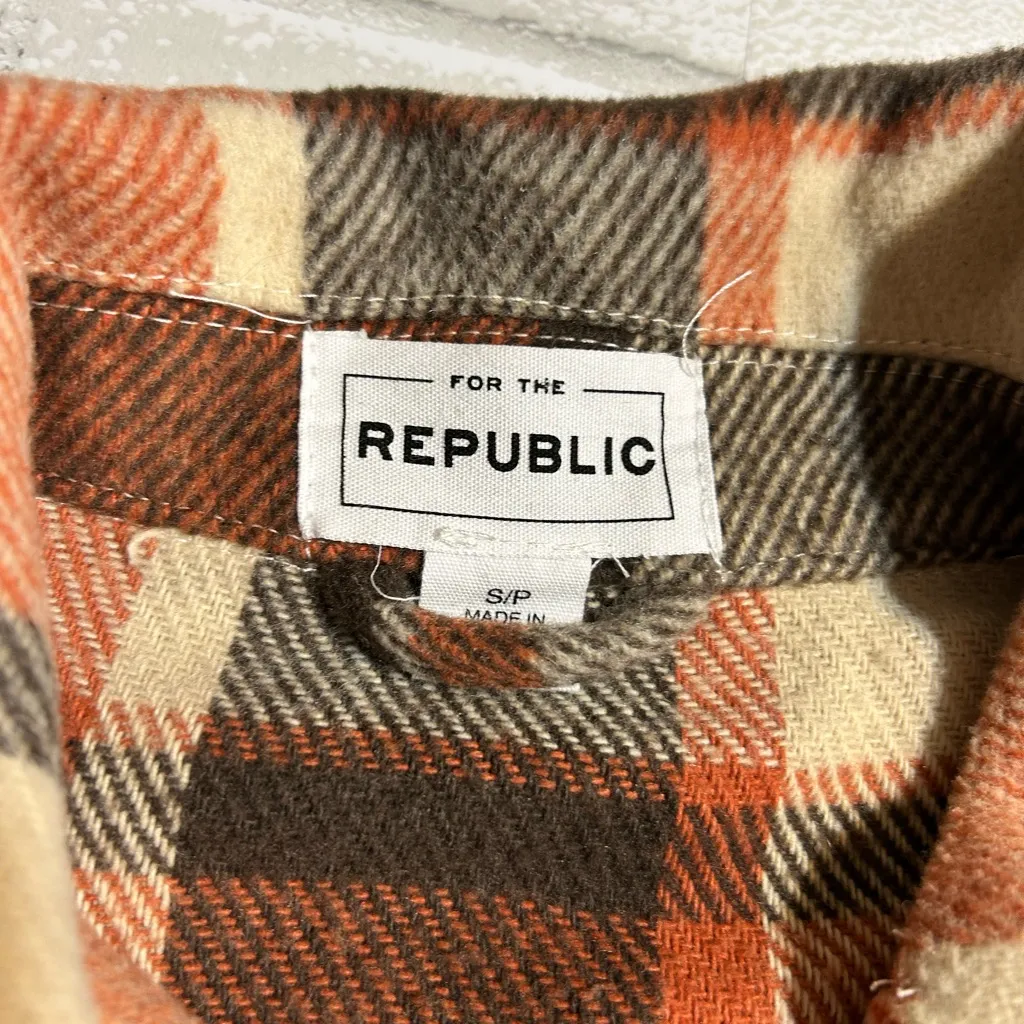 FOR THE
REPUBLIC
S/P
MADE IN